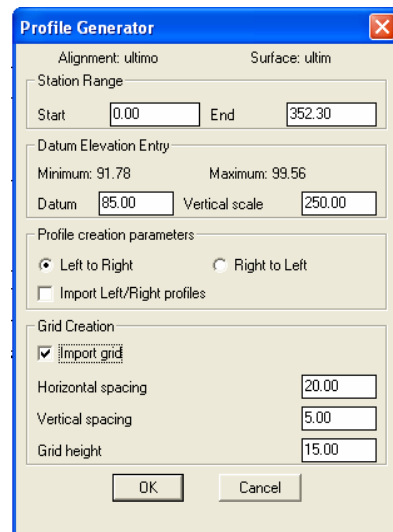 Profile Generator
Alignment: ultimo Surface: ultim
Station Range
Start 0.00 End 352.30
Datum Elevation Entry
Minimum: 91.78 Maximum: 99.56
Datum 85.00 Vertical scale 250.00
Profile creation parameters
Left to Right Right to Left
Import Left/Right profiles
Grid Creation
Import grid
Horizontal spacing 20.00
Vertical spacing 5.00
Grid height 15.00
OK Cancel